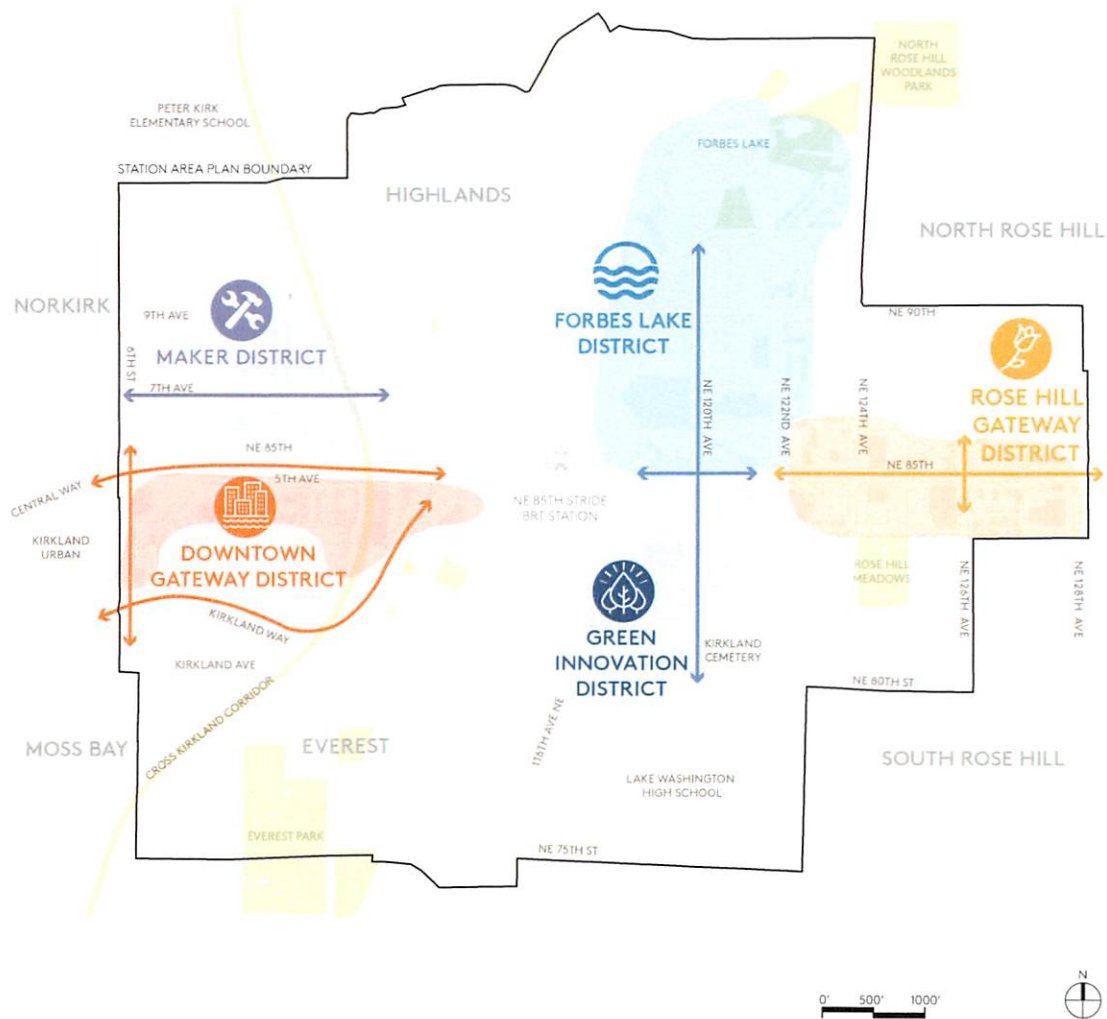 NORTH
ROSE HILL
WOODLANDS
PARK
PETER KIRK
ELEMENTARY SCHOOL
FORBES LAKE
STATION AREA PLAN BOUNDARY
HIGHLANDS
NORTH ROSE HILL
NORKIRK
9TH AVE
MAKER DISTRICT
6TH ST
7TH AVE
FORBES LAKE
DISTRICT
NE 90TH
NE 120TH AVE
NE 122ND AVE
NE 124TH AVE
ROSE HILL
GATEWAY
DISTRICT
NE 85TH
NE 85TH
5TH AVE
CENTRAL WAY
NE 85TH STRIDE
BRT STATION
KIRKLAND
URBAN
DOWNTOWN
GATEWAY DISTRICT
ROSE HILL
MEADOWS
NE 126TH AVE
NE 128TH AVE
KIRKLAND WAY
GREEN
INNOVATION
DISTRICT
KIRKLAND
CEMETERY
KIRKLAND AVE
NE 80TH ST
CROSS KIRKLAND CORRIDOR
116TH AVE NE
MOSS BAY
EVEREST
SOUTH ROSE HILL
LAKE WASHINGTON
HIGH SCHOOL
EVEREST PARK
NE 75TH ST
N
0' 500' 1000'